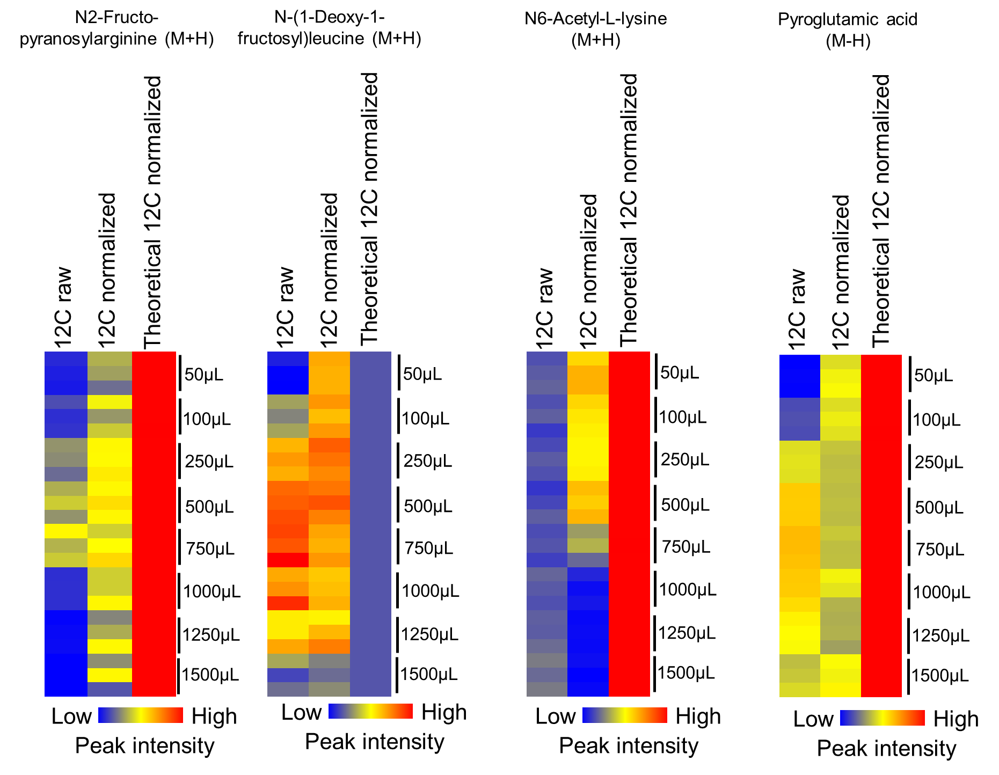 N2-Fructo-
pyranosylarginine (M+H)
12C raw
12C normalized
Theoretical 12C normalized
50µL
100µL
250µL
500µL
750µL
1000µL
1250µL
1500µL
Low
High
Peak intensity
N-(1-Deoxy-1-
fructosyl)leucine (M+H)
12C raw
12C normalized
Theoretical 12C normalized
50µL
100µL
250µL
500µL
750µL
1000µL
1250µL
1500µL
Low
High
Peak intensity
N6-Acetyl-L-lysine
(M+H)
12C raw
12C normalized
Theoretical 12C normalized
50µL
100µL
250µL
500µL
750µL
1000µL
1250µL
1500µL
Low
High
Peak intensity
Pyroglutamic acid
(M-H)
12C raw
12C normalized
Theoretical 12C normalized
50µL
100µL
250µL
500µL
750µL
1000µL
1250µL
1500µL
Low
High
Peak intensity